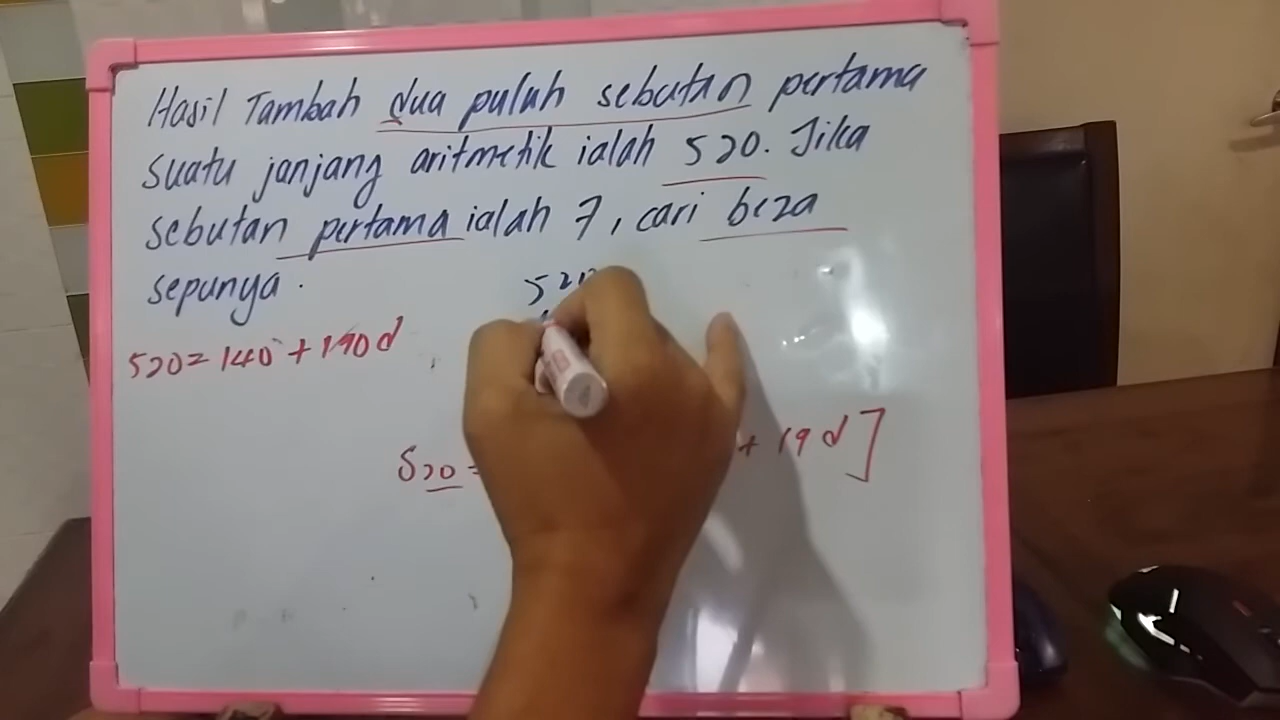 Hasil Tambah dua puluh sebutan pertama
suatu janjang aritmetik ialah 520. Jika
sebutan pertama ialah 7, cari beza
sepunya.
520 = 140 + 190d
S20 =
+ 19d]